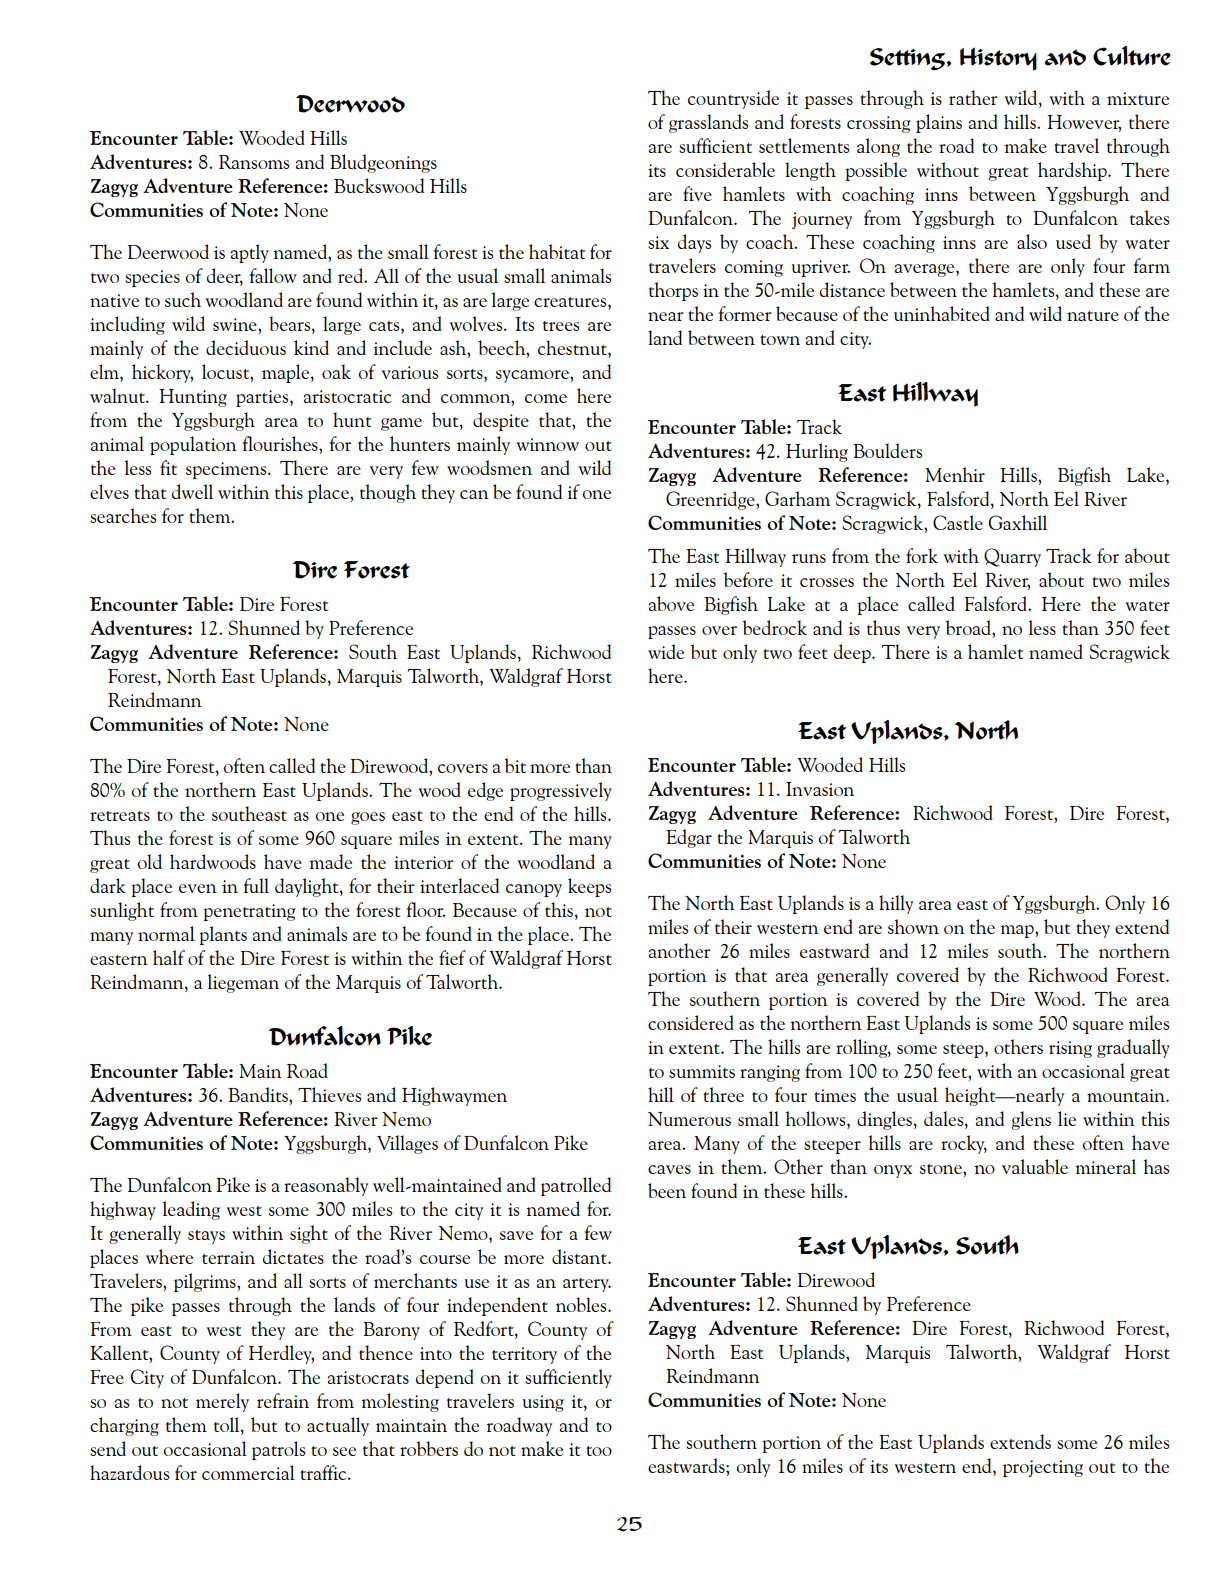 Setting, History and Culture
Deerwood
Encounter Table: Wooded Hills
Adventures: 8. Ransoms and Bludgeonings
Zagyg Adventure Reference: Buckswood Hills
Communities of Note: None
The Deerwood is aptly named, as the small forest is the habitat for
two species of deer, fallow and red. All of the usual small animals
native to such woodland are found within it, as are large creatures,
including wild swine, bears, large cats, and wolves. Its trees are
mainly of the deciduous kind and include ash, beech, chestnut,
elm, hickory, locust, maple, oak of various sorts, sycamore, and
walnut. Hunting parties, aristocratic and common, come here
from the Yggsburgh area to hunt game but, despite that, the
animal population flourishes, for the hunters mainly winnow out
the less fit specimens. There are very few woodsmen and wild
elves that dwell within this place, though they can be found if one
searches for them.
Dire Forest
Encounter Table: Dire Forest
Adventures: 12. Shunned by Preference
Zagyg Adventure Reference: South East Uplands, Richwood
Forest, North East Uplands, Marquis Talworth, Waldgraf Horst
Reindmann
Communities of Note: None
The Dire Forest, often called the Direwood, covers a bit more than
80% of the northern East Uplands. The wood edge progressively
retreats to the southeast as one goes east to the end of the hills.
Thus the forest is of some 960 square miles in extent. The many
great old hardwoods have made the interior of the woodland a
dark place even in full daylight, for their interlaced canopy keeps
sunlight from penetrating to the forest floor. Because of this, not
many normal plants and animals are to be found in the place. The
eastern half of the Dire Forest is within the fief of Waldgraf Horst
Reindmann, a liegeman of the Marquis of Talworth.
Dunfalcon Pike
Encounter Table: Main Road
Adventures: 36. Bandits, Thieves and Highwaymen
Zagyg Adventure Reference: River Nemo
Communities of Note: Yggsburgh, Villages of Dunfalcon Pike
The Dunfalcon Pike is a reasonably well-maintained and patrolled
highway leading west some 300 miles to the city it is named for.
It generally stays within sight of the River Nemo, save for a few
places where terrain dictates the road's course be more distant.
Travelers, pilgrims, and all sorts of merchants use it as an artery.
The pike passes through the lands of four independent nobles.
From east to west they are the Barony of Redfort, County of
Kallent, County of Herdley, and thence into the territory of the
Free City of Dunfalcon. The aristocrats depend on it sufficiently
so as to not merely refrain from molesting travelers using it, or
charging them toll, but to actually maintain the roadway and to
send out occasional patrols to see that robbers do not make it too
hazardous for commercial traffic.
The countryside it passes through is rather wild, with a mixture
of grasslands and forests crossing plains and hills. However, there
are sufficient settlements along the road to make travel through
its considerable length possible without great hardship. There
are five hamlets with coaching inns between Yggsburgh and
Dunfalcon. The journey from Yggsburgh to Dunfalcon takes
six days by coach. These coaching inns are also used by water
travelers coming upriver. On average, there are only four farm
thorps in the 50-mile distance between the hamlets, and these are
near the former because of the uninhabited and wild nature of the
land between town and city.
East Hillway
Encounter Table: Track
Adventures: 42. Hurling Boulders
Zagyg Adventure Reference: Menhir Hills, Bigfish Lake,
Greenridge, Garham Scragwick, Falsford, North Eel River
Communities of Note: Scragwick, Castle Gaxhill
The East Hillway runs from the fork with Quarry Track for about
12 miles before it crosses the North Eel River, about two miles
above Bigfish Lake at a place called Falsford. Here the water
passes over bedrock and is thus very broad, no less than 350 feet
wide but only two feet deep. There is a hamlet named Scragwick
here.
East Uplands, North
Encounter Table: Wooded Hills
Adventures: 11. Invasion
Zagyg Adventure Reference: Richwood Forest, Dire Forest,
Edgar the Marquis of Talworth
Communities of Note: None
The North East Uplands is a hilly area east of Yggsburgh. Only 16
miles of their western end are shown on the map, but they extend
another 26 miles eastward and 12 miles south. The northern
portion is that area generally covered by the Richwood Forest.
The southern portion is covered by the Dire Wood. The area
considered as the northern East Uplands is some 500 square miles
in extent. The hills are rolling, some steep, others rising gradually
to summits ranging from 100 to 250 feet, with an occasional great
hill of three to four times the usual height—nearly a mountain.
Numerous small hollows, dingles, dales, and glens lie within this
area. Many of the steeper hills are rocky, and these often have
caves in them. Other than onyx stone, no valuable mineral has
been found in these hills.
East Uplands, South
Encounter Table: Direwood
Adventures: 12. Shunned by Preference
Zagyg Adventure Reference: Dire Forest, Richwood Forest,
North East Uplands, Marquis Talworth, Waldgraf Horst
Reindmann
Communities of Note: None
The southern portion of the East Uplands extends some 26 miles
eastwards; only 16 miles of its western end, projecting out to the
25